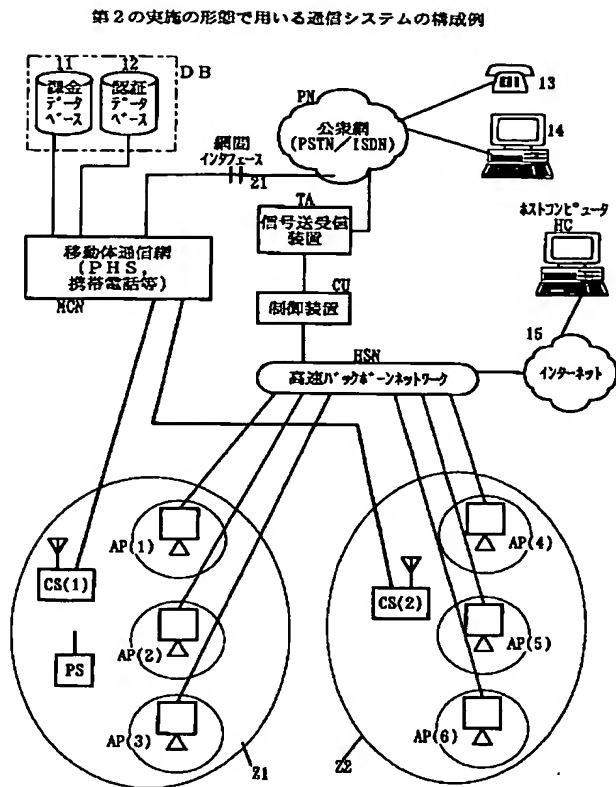 第2の実施の形態で用いる通信システムの構成例
11
12
DB
課金
データ
ベース
認証
データ
ベース
PN
公衆網
(PSTN/ISDN)
13
14
網間
インタフェース
21
TA
信号送受信
装置
ホストコンピュータ
HC
移動体通信網
(PHS,
携帯電話等)
MCN
CU
制御装置
15
インターネット
HSN
高速バックボーンネットワーク
AP(1)
CS(1)
AP(2)
PS
AP(3)
Z1
AP(4)
CS(2)
AP(5)
AP(6)
Z2